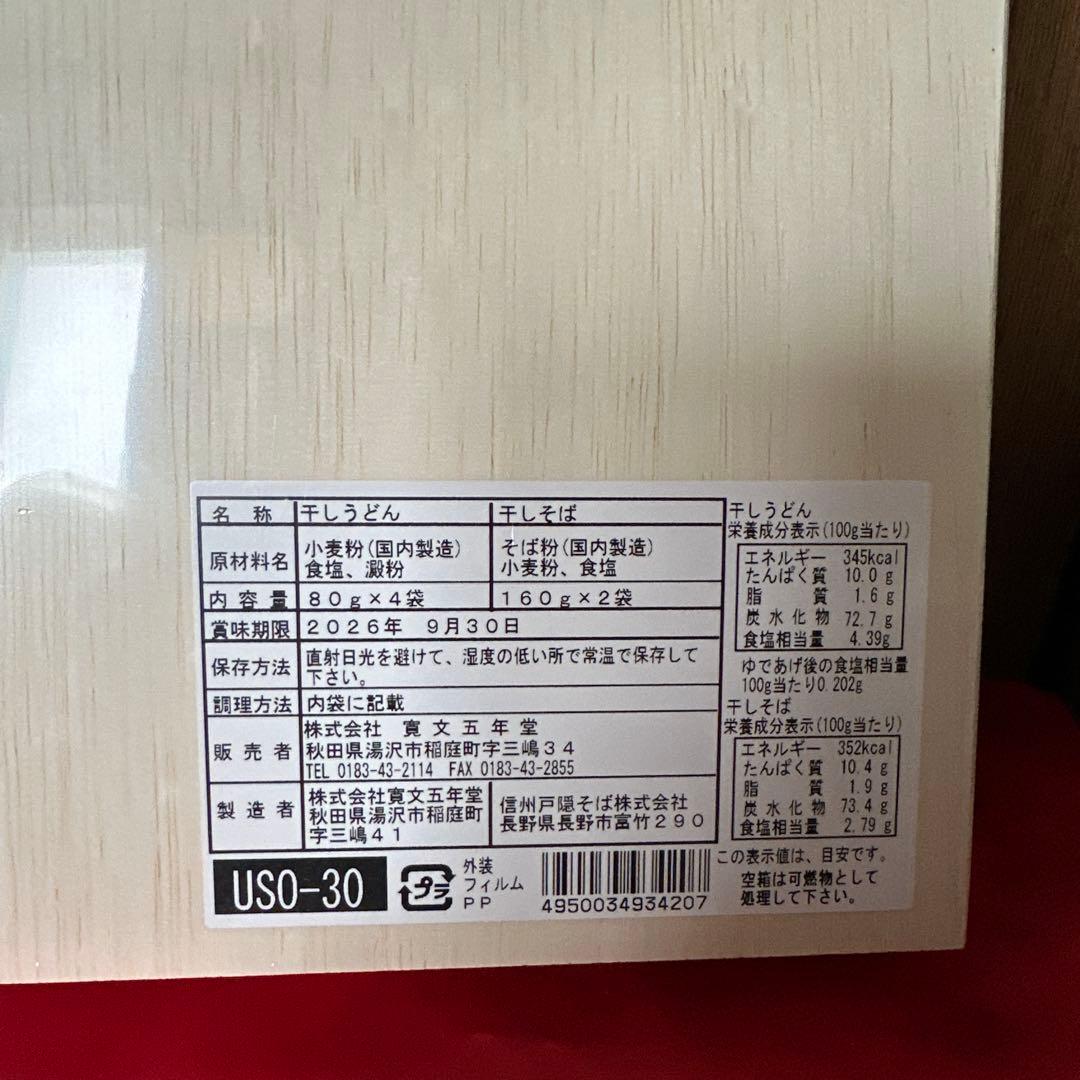 名　称　干しうどん　干しそば
原材料名　小麦粉(国内製造)　そば粉(国内製造)
食塩、澱粉　小麦粉、食塩
内容量　80g×4袋　160g×2袋
賞味期限　2026年　9月30日
保存方法　直射日光を避けて、湿度の低い所で常温で保存して
下さい。
調理方法　内袋に記載
販売者　株式会社　寛文五年堂
秋田県湯沢市稲庭町字三嶋34
TEL 0183-43-2114　FAX 0183-43-2855
製造者　株式会社寛文五年堂　信州戸隠そば株式会社
秋田県湯沢市稲庭町　長野県長野市富竹290
字三嶋41
USO-30
プラ
外装
フィルム
PP
4950034934207
干しうどん
栄養成分表示(100g当たり)
エネルギー　345kcal
たんぱく質　10.0 g
脂　質　1.6 g
炭水化物　72.7 g
食塩相当量　4.39g
ゆであげ後の食塩相当量
100g当たり0.202g
干しそば
栄養成分表示(100g当たり)
エネルギー　352kcal
たんぱく質　10.4 g
脂　質　1.9 g
炭水化物　73.4 g
食塩相当量　2.79 g
この表示値は、目安です。
空箱は可燃物として
処理して下さい。